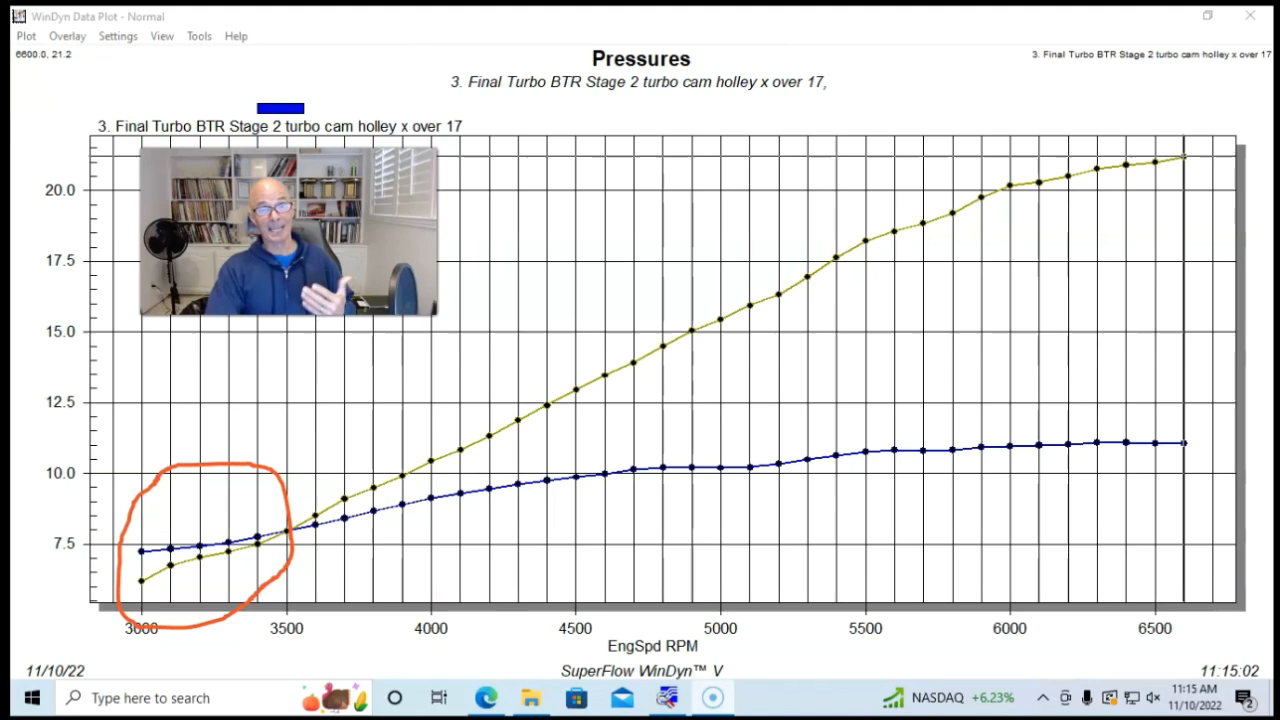 WinDyn Data Plot - Normal
Plot Overlay Settings View Tools Help
6600.0, 21.2
Pressures
3. Final Turbo BTR Stage 2 turbo cam holley x over 17
3. Final Turbo BTR Stage 2 turbo cam holley x over 17,
3. Final Turbo BTR Stage 2 turbo cam holley x over 17
20.0
17.5
15.0
12.5
10.0
7.5
3000 3500 4000 4500 5000 5500 6000 6500
EngSpd RPM
11/10/22 SuperFlow WinDyn™ V 11:15:02
Type here to search
NASDAQ +6.23%
11:15 AM
11/10/2022
2